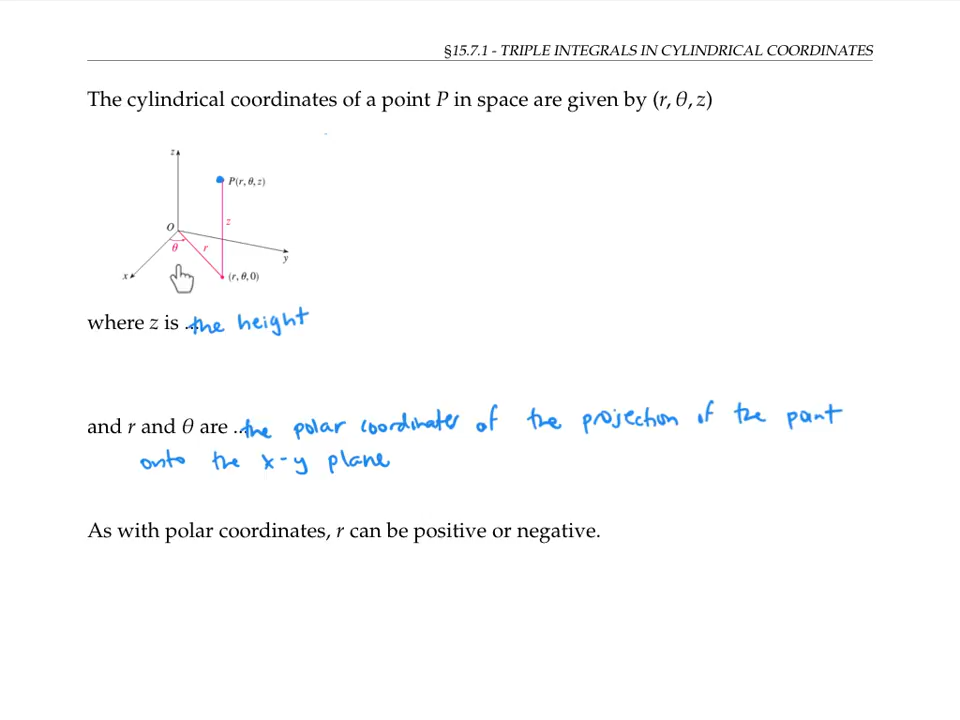 §15.7.1 - TRIPLE INTEGRALS IN CYLINDRICAL COORDINATES
The cylindrical coordinates of a point P in space are given by (r, θ, z)
z
P(r, θ, z)
z
O
θ
r
y
x
(r, θ, 0)
where z is ... the height
and r and θ are ... the polar coordinates of the projection of the point
onto the x-y plane
As with polar coordinates, r can be positive or negative.